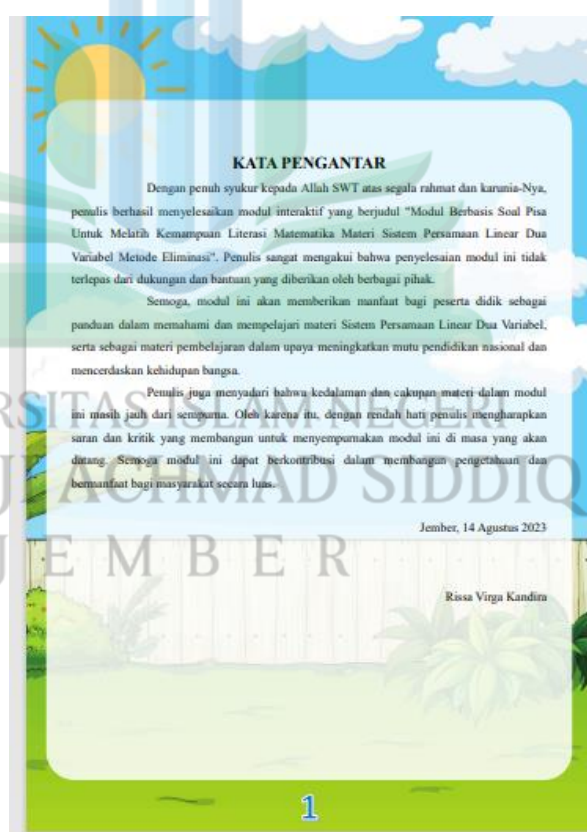 KATA PENGANTAR
Dengan penuh syukur kepada Allah SWT atas segala rahmat dan karunia-Nya,
penulis berhasil menyelesaikan modul interaktif yang berjudul "Modul Berbasis Soal Pisa
Untuk Melatih Kemampuan Literasi Matematika Materi Sistem Persamaan Linear Dua
Variabel Metode Eliminasi". Penulis sangat mengakui bahwa penyelesaian modul ini tidak
terlepas dari dukungan dan bantuan yang diberikan oleh berbagai pihak.
Semoga, modul ini akan memberikan manfaat bagi peserta didik sebagai
panduan dalam memahami dan mempelajari materi Sistem Persamaan Linear Dua Variabel,
serta sebagai materi pembelajaran dalam upaya meningkatkan mutu pendidikan nasional dan
mencerdaskan kehidupan bangsa.
Penulis juga menyadari bahwa kedalaman dan cakupan materi dalam modul
ini masih jauh dari sempurna. Oleh karena itu, dengan rendah hati penulis mengharapkan
saran dan kritik yang membangun untuk menyempurnakan modul ini di masa yang akan
datang. Semoga modul ini dapat berkontribusi dalam membangun pengetahuan dan
bermanfaat bagi masyarakat secara luas.
Jember, 14 Agustus 2023
Rissa Virga Kandira
ERSITAS ISLAM NEGERI
JI ACHMAD SIDDIQ
J E M B E R
1